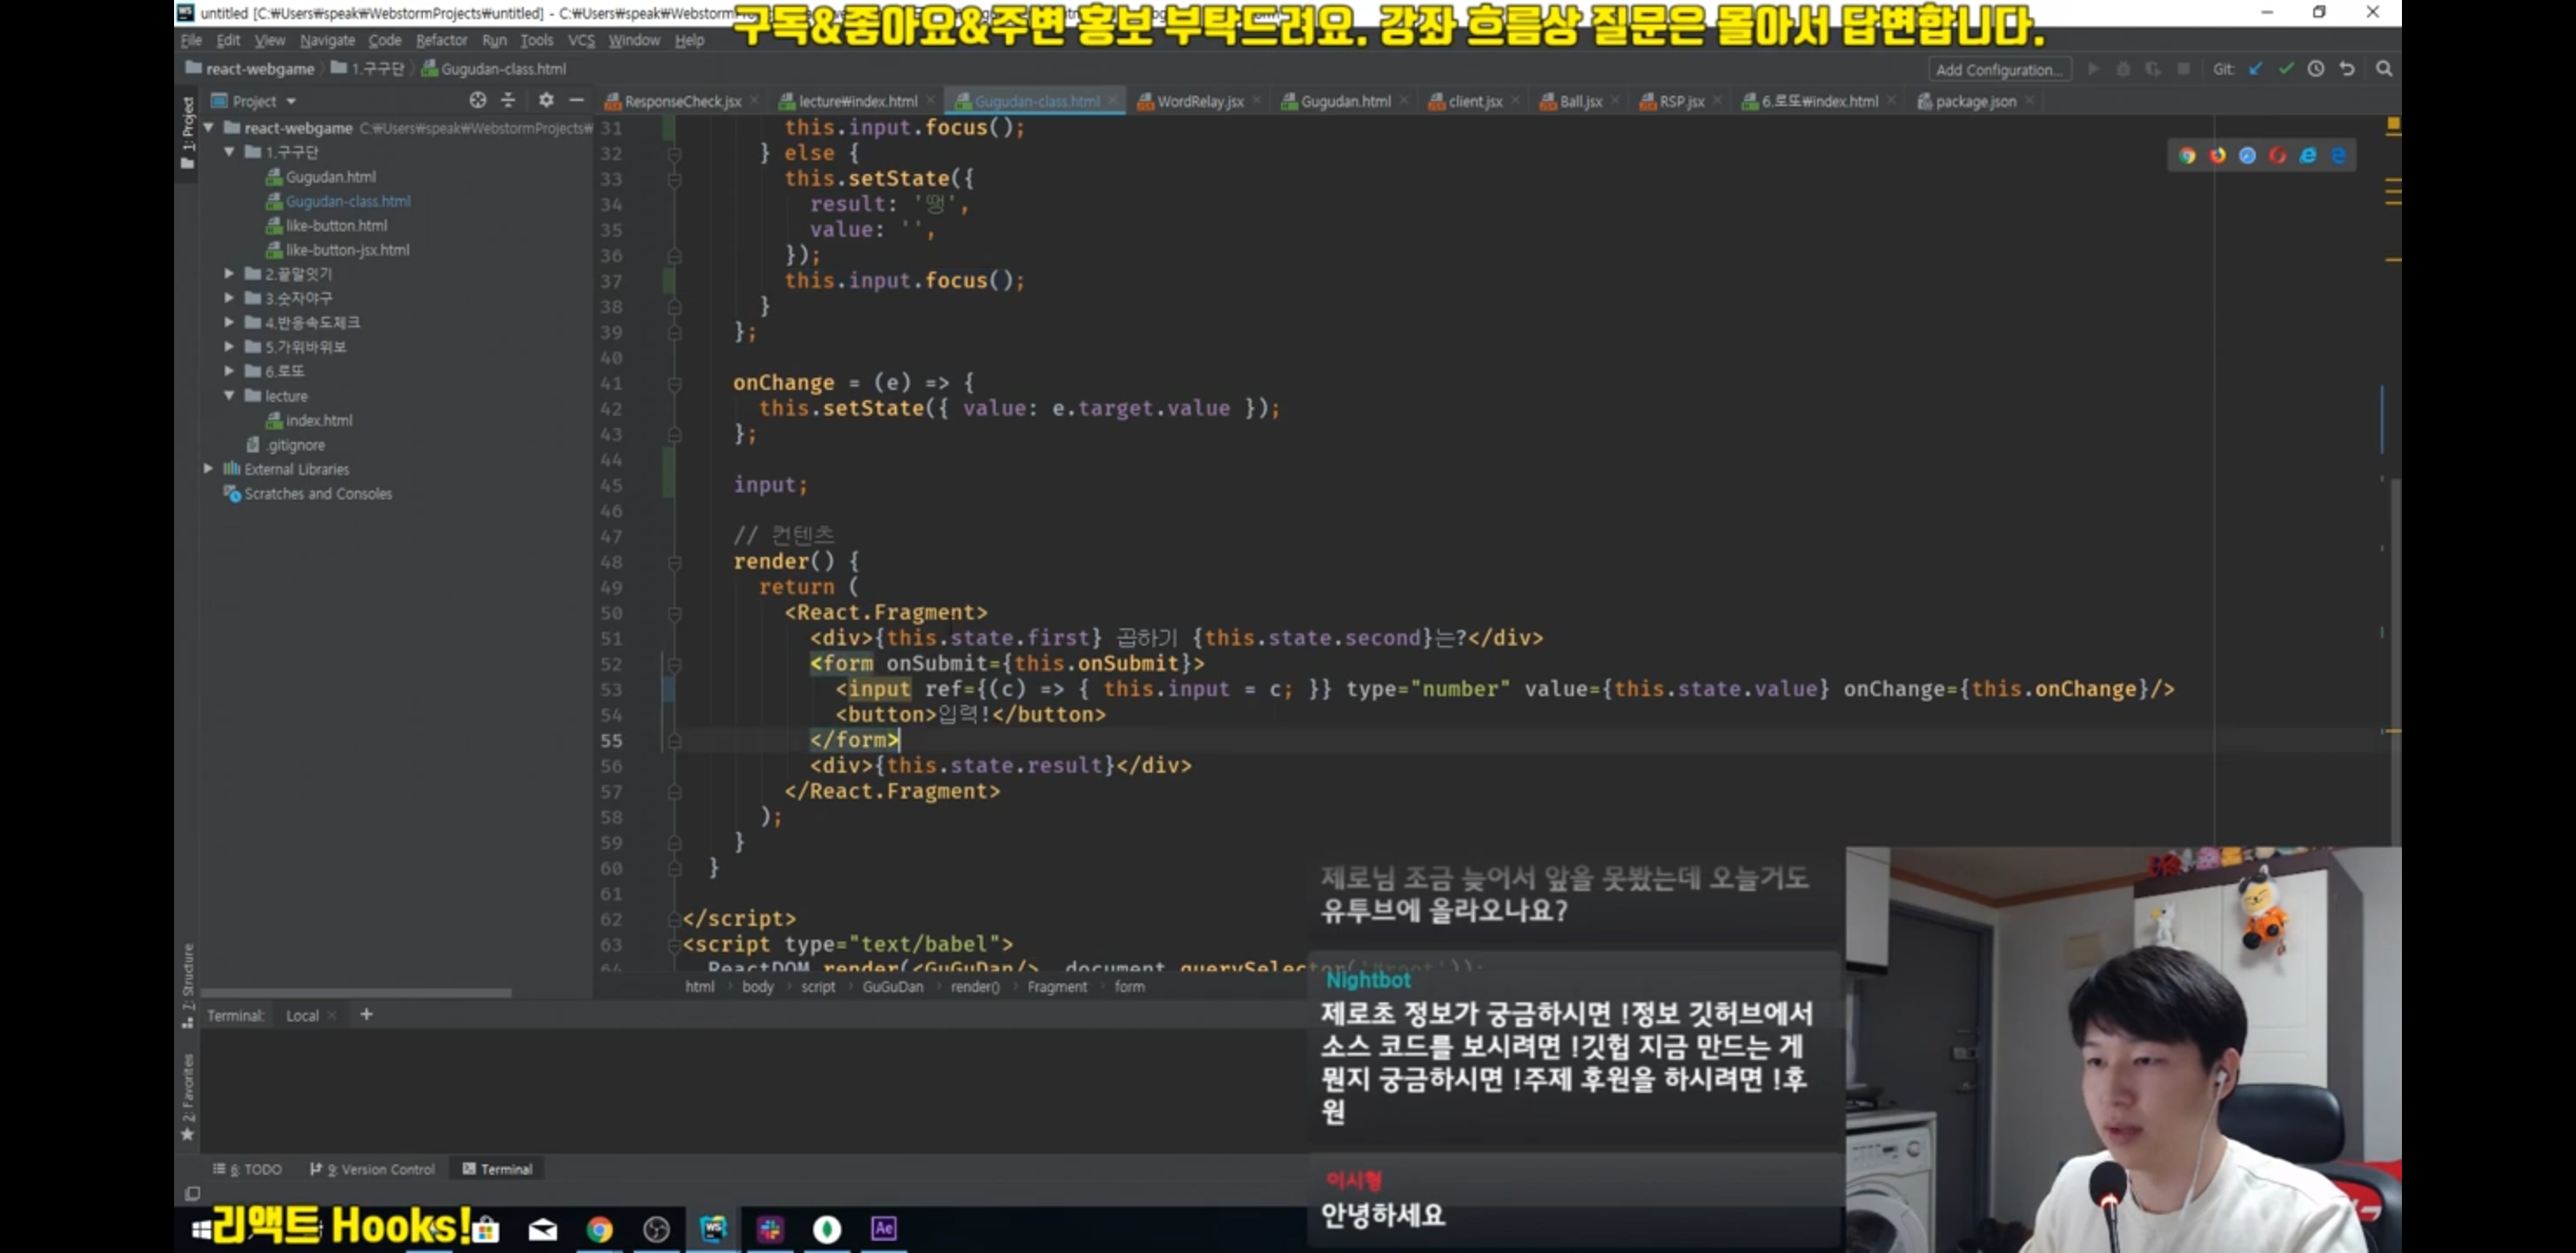 untitled [C:₩Users₩speak₩WebstormProjects₩untitled] - C:₩Users₩speak₩WebstormPro
구독&좋아요&주변 홍보 부탁드려요. 강좌 흐름상 질문은 몰아서 답변합니다.
File Edit View Navigate Code Refactor Run Tools VCS Window Help
react-webgame 1.구구단 Gugudan-class.html
Add Configuration... Git:
Project
ResponseCheck.jsx lecture₩index.html Gugudan-class.html WordRelay.jsx Gugudan.html client.jsx Ball.jsx RSP.jsx 6.로또₩index.html package.json
1: Project
react-webgame C:₩Users₩speak₩WebstormProjects₩
1.구구단
Gugudan.html
Gugudan-class.html
like-button.html
like-button-jsx.html
2.끝말잇기
3.숫자야구
4.반응속도체크
5.가위바위보
6.로또
lecture
index.html
.gitignore
External Libraries
Scratches and Consoles
31 this.input.focus();
32 } else {
33 this.setState({
34 result: '땡',
35 value: '',
36 });
37 this.input.focus();
38 }
39 };
40
41 onChange = (e) => {
42 this.setState({ value: e.target.value });
43 };
44
45 input;
46
47 // 컨텐츠
48 render() {
49 return (
50 <React.Fragment>
51 <div>{this.state.first} 곱하기 {this.state.second}는?</div>
52 <form onSubmit={this.onSubmit}>
53 <input ref={(c) => { this.input = c; }} type="number" value={this.state.value} onChange={this.onChange}/>
54 <button>입력!</button>
55 </form>
56 <div>{this.state.result}</div>
57 </React.Fragment>
58 );
59 }
60 }
61
62 </script>
63 <script type="text/babel">
64 ReactDOM.render(<GuGuDan/>, document.querySelector('#root'));
html body script GuGuDan render() Fragment form
Z: Structure
2: Favorites
Terminal: Local +
6: TODO 9: Version Control Terminal
제로님 조금 늦어서 앞을 못봤는데 오늘거도
유투브에 올라오나요?
Nightbot
제로초 정보가 궁금하시면 !정보 깃허브에서
소스 코드를 보시려면 !깃헙 지금 만드는 게
뭔지 궁금하시면 !주제 후원을 하시려면 !후
원
이시형
안녕하세요
리액트 Hooks!
WS
Ae